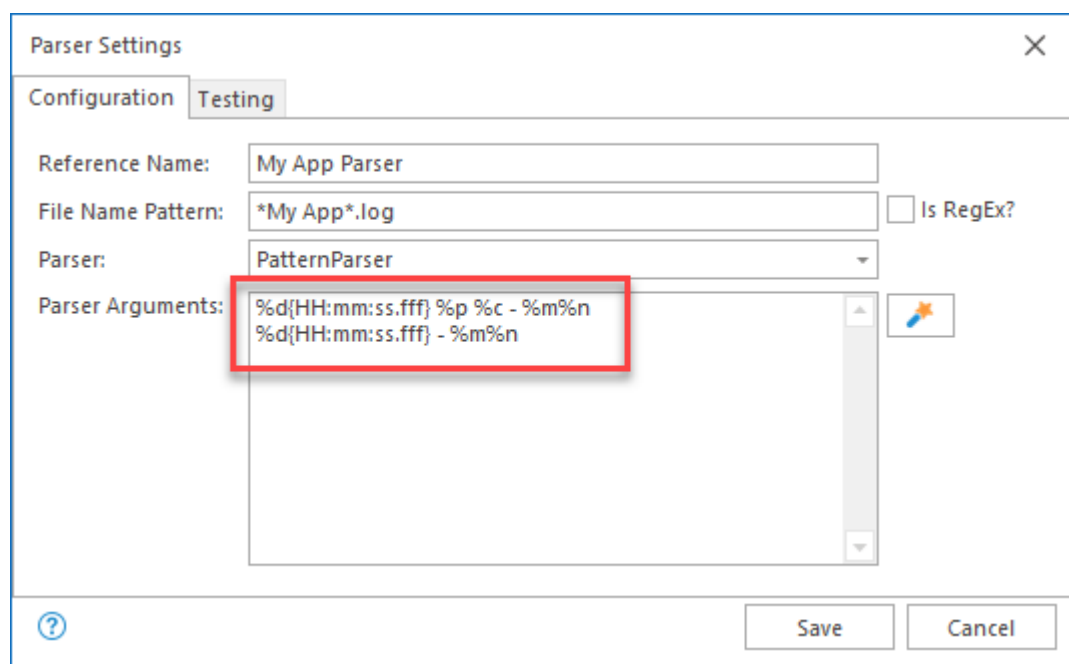 Parser Settings
Configuration Testing
Reference Name: My App Parser
File Name Pattern: *My App*.log Is RegEx?
Parser: PatternParser
Parser Arguments: %d{HH:mm:ss.fff} %p %c - %m%n
%d{HH:mm:ss.fff} - %m%n
? Save Cancel